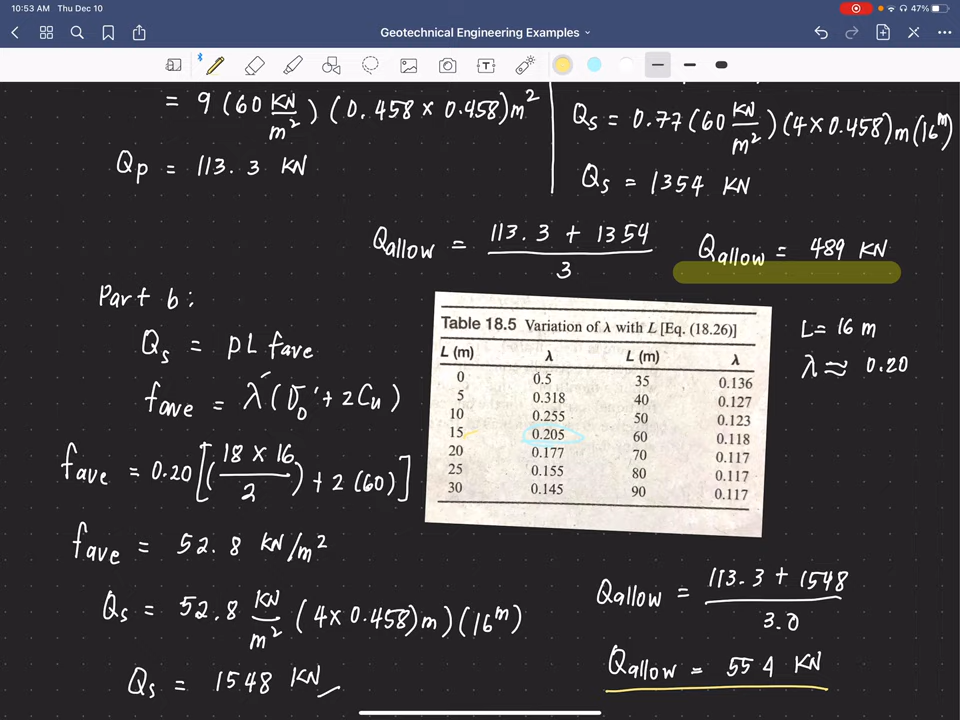 10:53 AM Thu Dec 10
47%
Geotechnical Engineering Examples
= 9 (60 KN/m²) (0.458 x 0.458) m²
Qp = 113.3 KN
Qs = 0.77 (60 KN/m²) (4 x 0.458) m (16 m)
Qs = 1354 KN
Qallow = (113.3 + 1354) / 3
Qallow = 489 KN
Part b:
Qs = pL fave
fave = λ(σo' + 2Cu)
fave = 0.20 [(18 x 16 / 2) + 2 (60)]
fave = 52.8 KN/m²
Qs = 52.8 KN/m² (4 x 0.458) m) (16 m)
Qs = 1548 KN
Table 18.5 Variation of λ with L [Eq. (18.26)]
L (m) λ L (m) λ
0 0.5 35 0.136
5 0.318 40 0.127
10 0.255 50 0.123
15 0.205 60 0.118
20 0.177 70 0.117
25 0.155 80 0.117
30 0.145 90 0.117
L = 16 m
λ ≈ 0.20
Qallow = (113.3 + 1548) / 3.0
Qallow = 554 KN